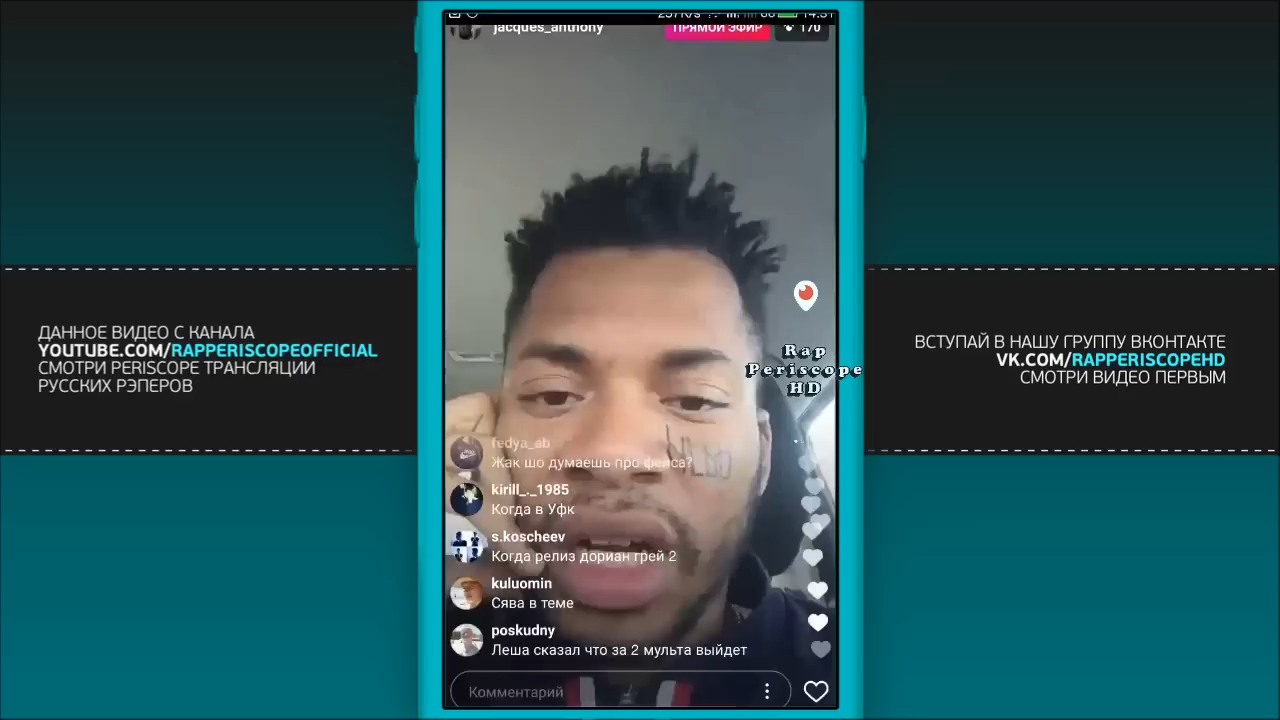 14:31
jacques_anthony
ПРЯМОЙ ЭФИР
170
ДАННОЕ ВИДЕО С КАНАЛА
YOUTUBE.COM/RAPPERISCOPEOFFICIAL
СМОТРИ PERISCOPE ТРАНСЛЯЦИИ
РУССКИХ РЭПЕРОВ
Rap
Periscope
HD
ВСТУПАЙ В НАШУ ГРУППУ ВКОНТАКТЕ
VK.COM/RAPPERISCOPEHD
СМОТРИ ВИДЕО ПЕРВЫМ
fedya_ab
Жак шо думаешь про фейса?
kirill_._1985
Когда в Уфк
s.koscheev
Когда релиз дориан грей 2
kuluomin
Сява в теме
poskudny
Леша сказал что за 2 мульта выйдет
Комментарий